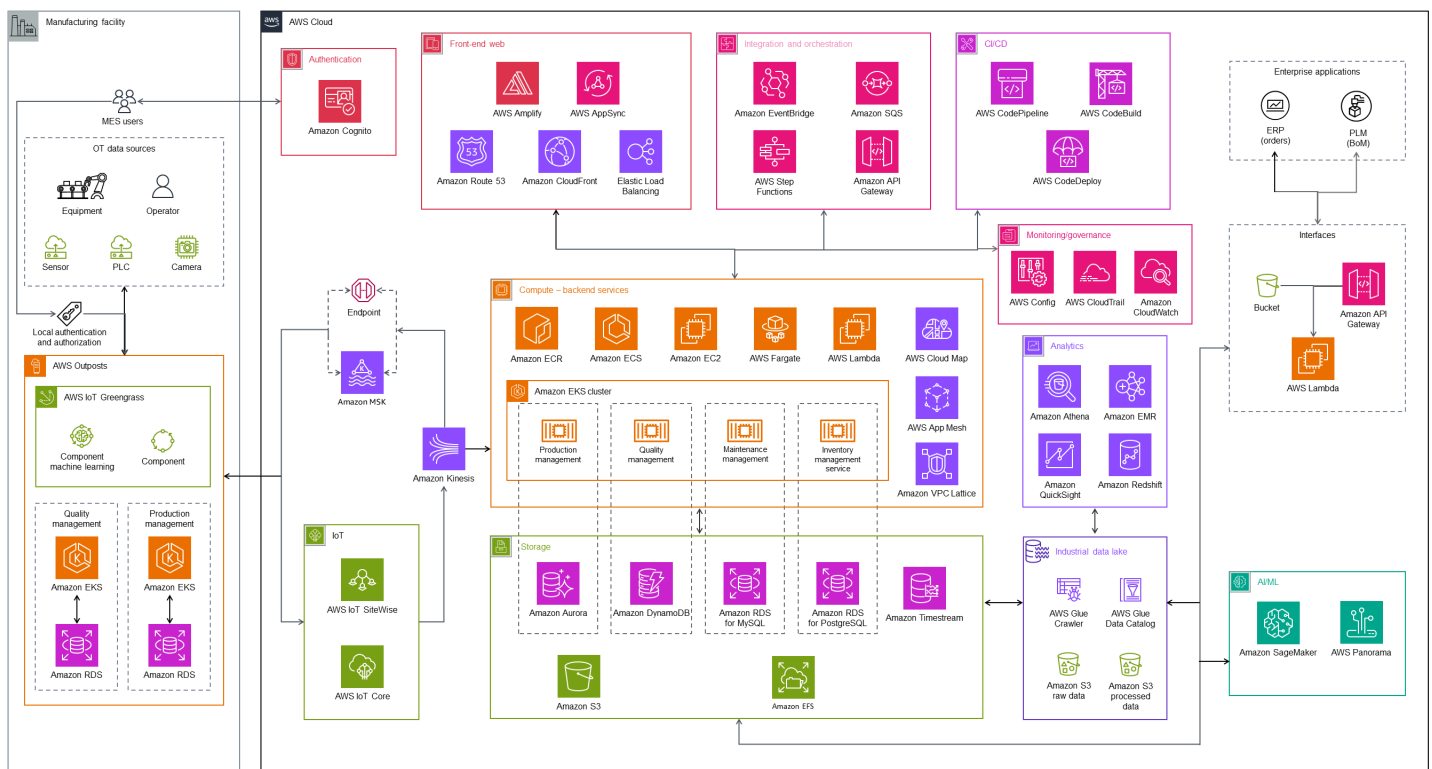 Manufacturing facility
MES users
OT data sources
Equipment
Operator
Sensor
PLC
Camera
Local authentication
and authorization
AWS Outposts
AWS IoT Greengrass
Component
machine learning
Component
Quality
management
Amazon EKS
Amazon RDS
Production
management
Amazon EKS
Amazon RDS
aws
AWS Cloud
Authentication
Amazon Cognito
Front-end web
AWS Amplify
AWS AppSync
53
Amazon Route 53
Amazon CloudFront
Elastic Load
Balancing
Integration and orchestration
Amazon EventBridge
Amazon SQS
AWS Step
Functions
Amazon API
Gateway
CI/CD
AWS CodePipeline
AWS CodeBuild
AWS CodeDeploy
Monitoring/governance
AWS Config
AWS CloudTrail
Amazon
CloudWatch
Enterprise applications
ERP
(orders)
PLM
(BoM)
Interfaces
Bucket
Amazon API
Gateway
AWS Lambda
Endpoint
Amazon MSK
Amazon Kinesis
IoT
AWS IoT SiteWise
AWS IoT Core
Compute – backend services
Amazon ECR
Amazon ECS
Amazon EC2
AWS Fargate
AWS Lambda
AWS Cloud Map
Amazon EKS cluster
Production
management
Quality
management
Maintenance
management
Inventory
management
service
AWS App Mesh
Amazon VPC Lattice
Analytics
Amazon Athena
Amazon EMR
Amazon
QuickSight
Amazon Redshift
Storage
Amazon Aurora
Amazon DynamoDB
Amazon RDS
for MySQL
Amazon RDS
for PostgreSQL
Amazon Timestream
Amazon S3
Amazon EFS
Industrial data lake
AWS Glue
Crawler
AWS Glue
Data Catalog
Amazon S3
raw data
Amazon S3
processed
data
AI/ML
Amazon SageMaker
AWS Panorama